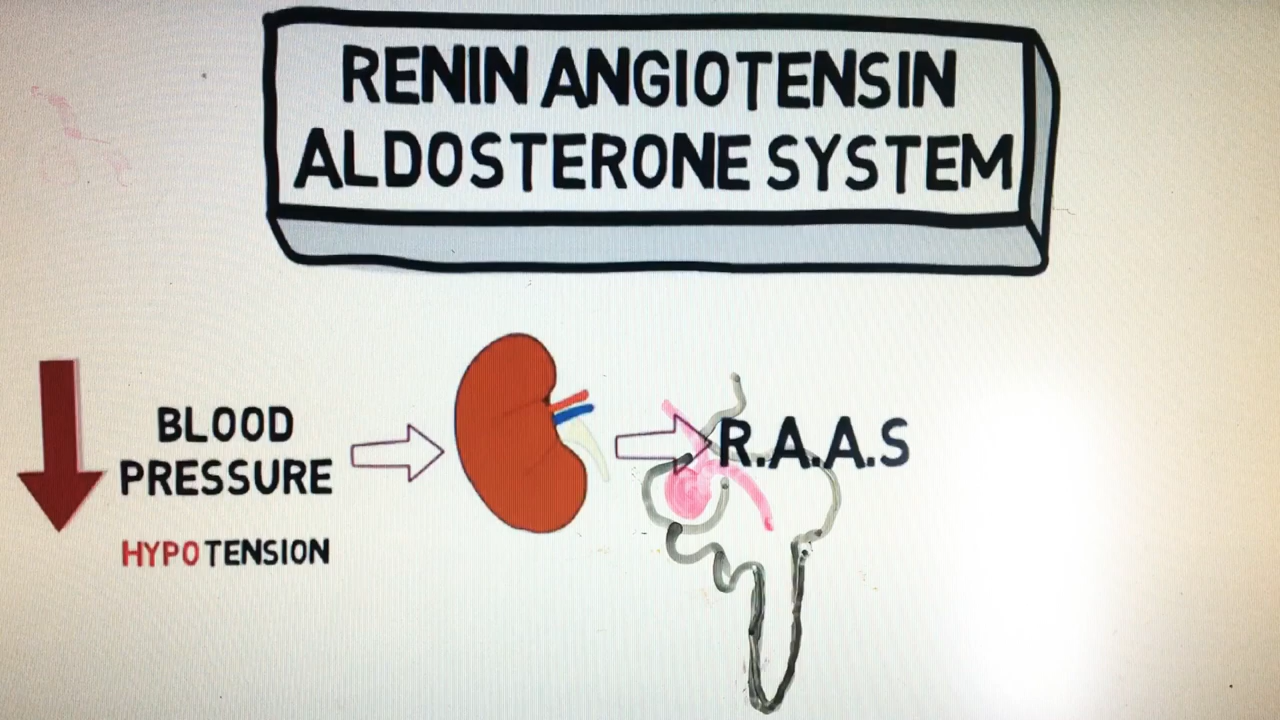 RENIN ANGIOTENSIN
ALDOSTERONE SYSTEM
BLOOD
PRESSURE
HYPOTENSION
R.A.A.S